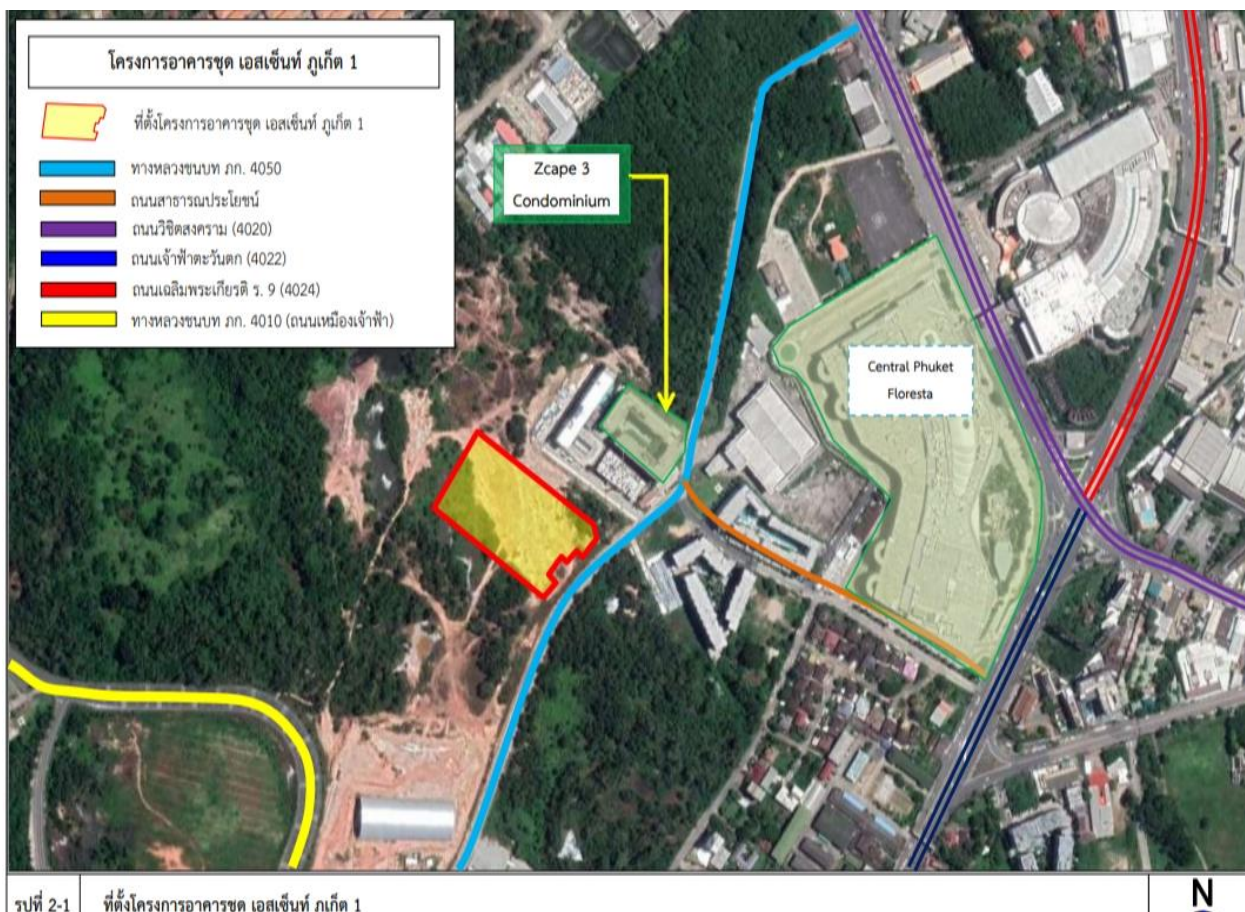 โครงการอาคารชุด เอสเซ็นท์ ภูเก็ต 1
ที่ตั้งโครงการอาคารชุด เอสเซ็นท์ ภูเก็ต 1
ทางหลวงชนบท ภก. 4050
ถนนสาธารณประโยชน์
ถนนวิชิตสงคราม (4020)
ถนนเจ้าฟ้าตะวันตก (4022)
ถนนเฉลิมพระเกียรติ ร. 9 (4024)
ทางหลวงชนบท ภก. 4010 (ถนนเหมืองเจ้าฟ้า)
Zcape 3
Condominium
Central Phuket
Floresta
รูปที่ 2-1
ที่ตั้งโครงการอาคารชุด เอสเซ็นท์ ภูเก็ต 1
N